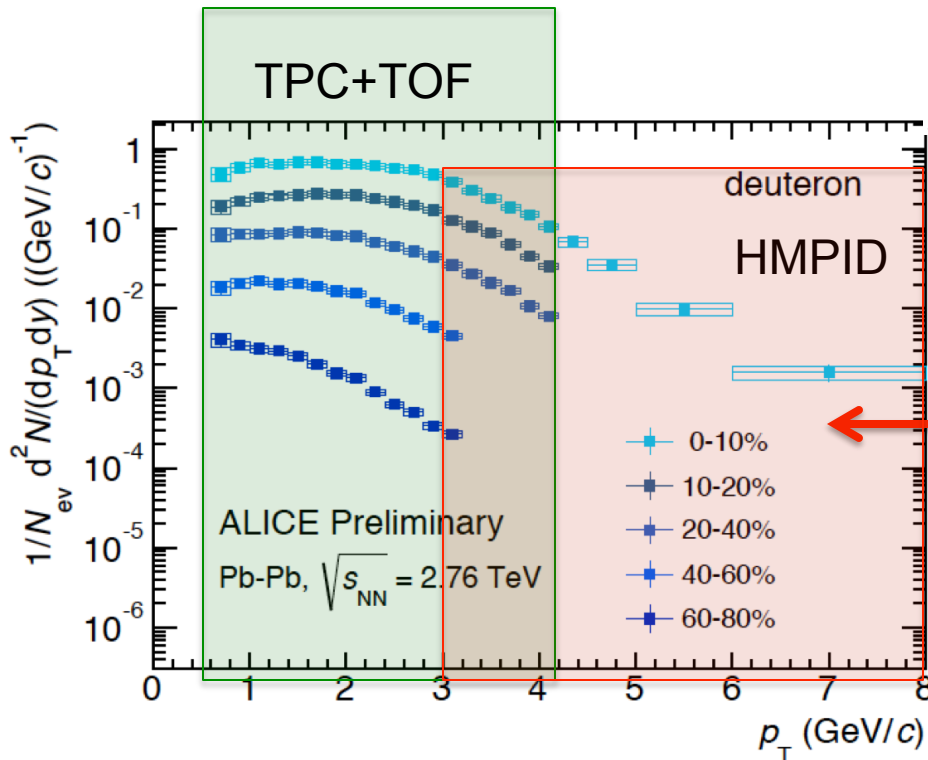 TPC+TOF
1/N_ev d²N/(dp_T dy) ((GeV/c)⁻¹
1
10⁻¹
10⁻²
10⁻³
10⁻⁴
10⁻⁵
10⁻⁶
deuteron
HMPID
0-10%
10-20%
20-40%
40-60%
60-80%
ALICE Preliminary
Pb-Pb, √s_NN = 2.76 TeV
0 1 2 3 4 5 6 7 8
p_T (GeV/c)